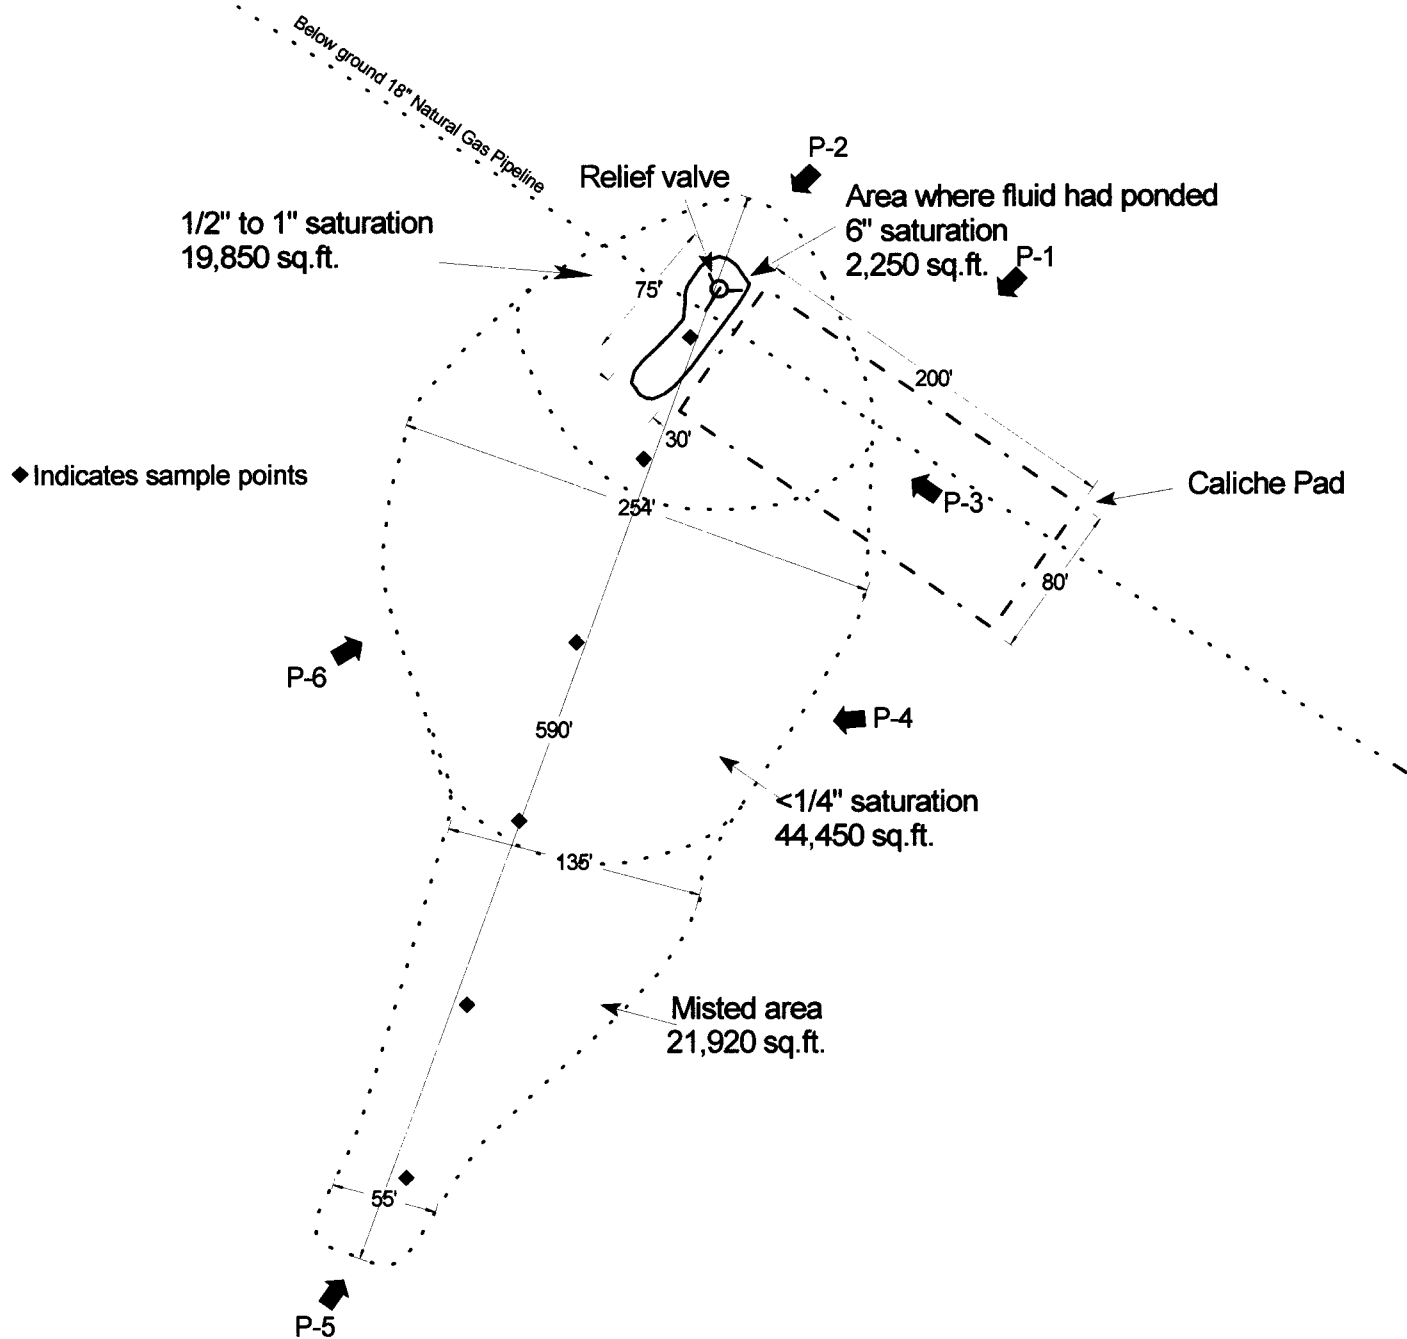 Below ground 18" Natural Gas Pipeline
P-2
Relief valve
Area where fluid had ponded
6" saturation
2,250 sq.ft.
1/2" to 1" saturation
19,850 sq.ft.
P-1
75'
200'
30'
◆ Indicates sample points
Caliche Pad
P-3
254'
80'
P-6
P-4
590'
<1/4" saturation
44,450 sq.ft.
135'
Misted area
21,920 sq.ft.
55'
P-5